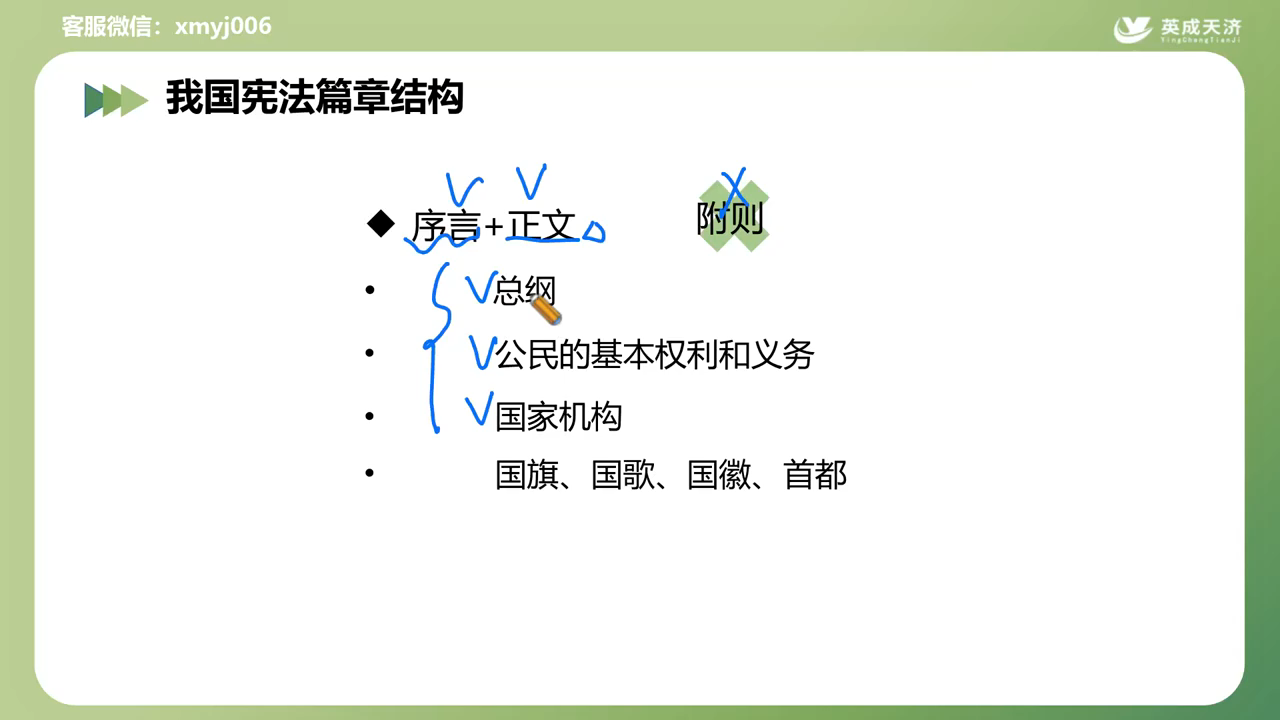 客服微信：xmyj006
英成天济
YingChengTianJi
我国宪法篇章结构
◆ 序言+正文 附则
• 总纲
• 公民的基本权利和义务
• 国家机构
• 国旗、国歌、国徽、首都